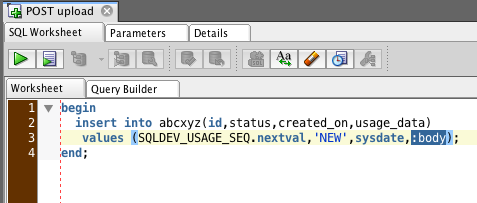 POST upload
SQL Worksheet Parameters Details
Aa
Worksheet Query Builder
1 begin
2 insert into abcxyz(id,status,created_on,usage_data)
3 values (SQLDEV_USAGE_SEQ.nextval,'NEW',sysdate,:body);
4 end;